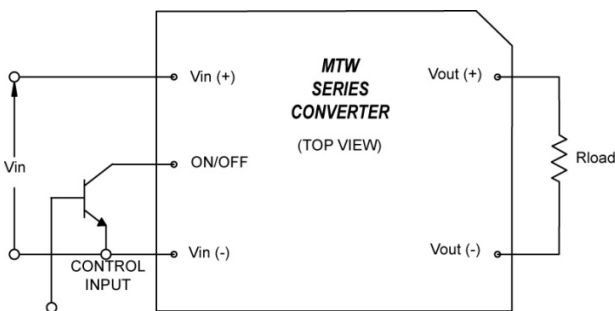 MTW
SERIES
CONVERTER
(TOP VIEW)
Vin (+)
Vout (+)
Vin
ON/OFF
Rload
Vin (-)
Vout (-)
CONTROL
INPUT